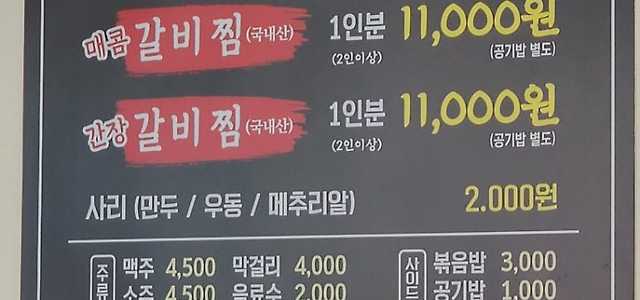 매콤 갈비찜 (국내산) 1인분 11,000원
(2인이상) (공기밥 별도)
간장 갈비찜 (국내산) 1인분 11,000원
(2인이상) (공기밥 별도)
사리 (만두 / 우동 / 메추리알) 2.000원
주류 맥주 4,500 막걸리 4,000 사이드 볶음밥 3,000
소주 4,500 음료수 2,000 공기밥 1,000